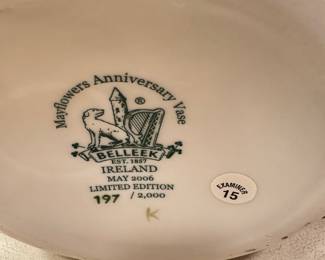 Mayflowers Anniversary Vase
®
BELLEEK
EST. 1857
IRELAND
MAY 2006
LIMITED EDITION
197 / 2,000
K
EXAMINER
15